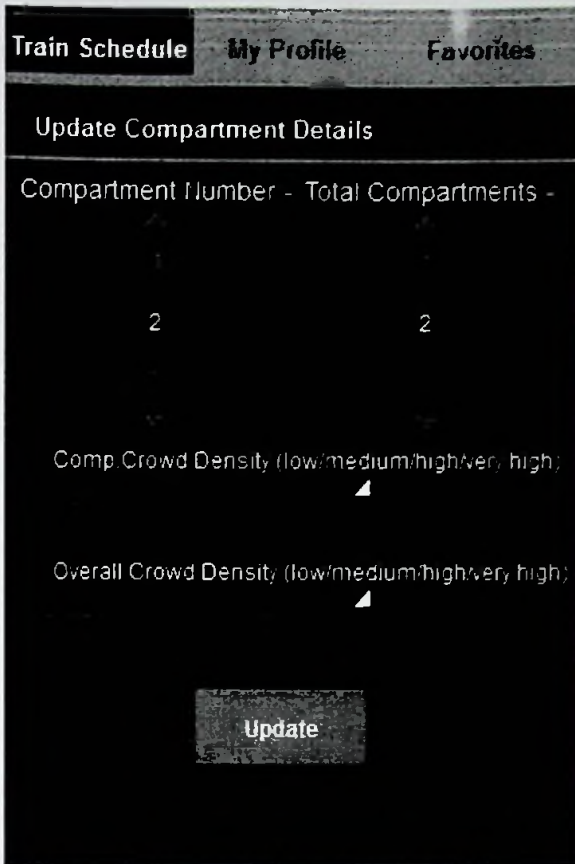 Train Schedule My Profile Favorites
Update Compartment Details
Compartment Number - Total Compartments -
2 2
Comp.Crowd Density (low/medium/high/very high)
Overall Crowd Density (low/medium/high/very high)
Update